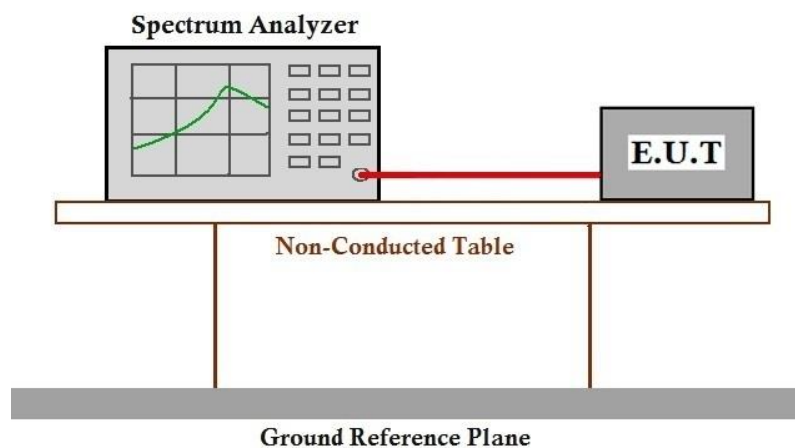 Spectrum Analyzer
E.U.T
Non-Conducted Table
Ground Reference Plane